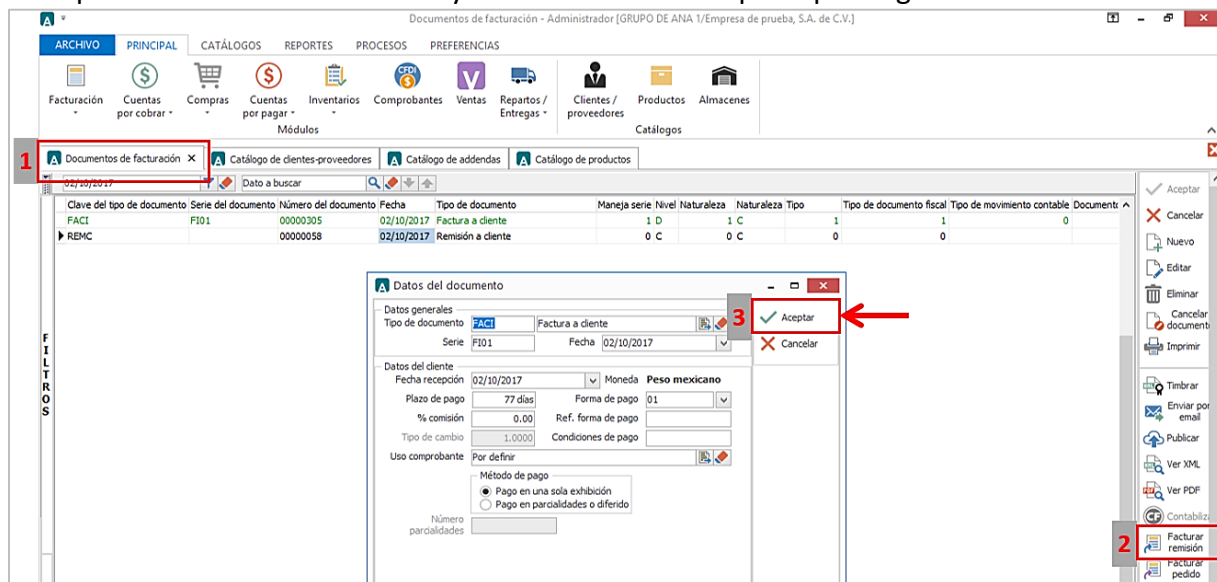 Documentos de facturación - Administrador [GRUPO DE ANA 1/Empresa de prueba, S.A. de C.V.]
ARCHIVO PRINCIPAL CATÁLOGOS REPORTES PROCESOS PREFERENCIAS
Facturación Cuentas por cobrar Compras Cuentas por pagar Inventarios Comprobantes Ventas Repartos / Entregas Clientes / proveedores Productos Almacenes
Módulos Catálogos
1 Documentos de facturación Catálogo de clientes-proveedores Catálogo de addendas Catálogo de productos
02/10/2017 Dato a buscar
Clave del tipo de documento Serie del documento Número del documento Fecha Tipo de documento Maneja serie Nivel Naturaleza Naturaleza Tipo Tipo de documento fiscal Tipo de movimiento contable
FACI FI01 00000305 02/10/2017 Factura a cliente 1 D 1 C 1 1 0
REMC 00000058 02/10/2017 Remisión a cliente 0 C 0 C 0 0
FILTROS
Datos del documento
Datos generales
Tipo de documento FACI Factura a cliente
Serie FI01 Fecha 02/10/2017
Datos del cliente
Fecha recepción 02/10/2017 Moneda Peso mexicano
Plazo de pago 77 días Forma de pago 01
% comisión 0.00 Ref. forma de pago
Tipo de cambio 1.0000 Condiciones de pago
Uso comprobante Por definir
Método de pago
Pago en una sola exhibición
Pago en parcialidades o diferido
Número parcialidades
3 Aceptar
Cancelar
Aceptar
Cancelar
Nuevo
Editar
Eliminar
Cancelar
document
Imprimir
Timbrar
Enviar por
email
Publicar
Ver XML
Ver PDF
Contabiliza
2 Facturar
remisión
Facturar
pedido